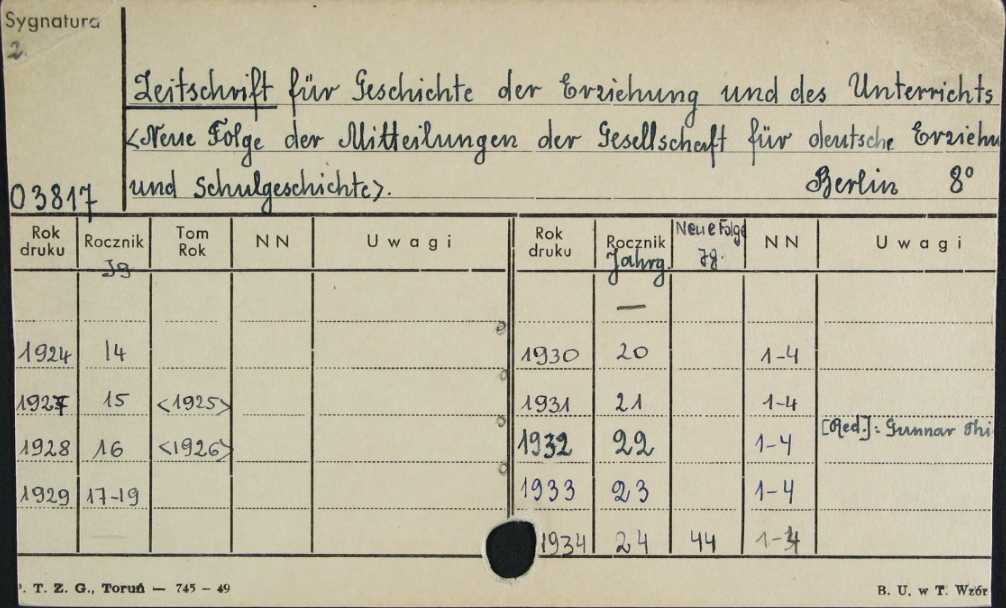 Sygnatura
2.
Zeitschrift für Geschichte der Erziehung und des Unterrichts
<Neue Folge der Mitteilungen der Gesellschaft für deutsche Erziehu
und Schulgeschichte>. Berlin 8°
03817
Rok druku Rocznik Jg Tom Rok NN Uwagi Rok druku Rocznik Jahrg. Neue Folge Jg. NN Uwagi
—
1924 14 1930 20 1-4
1927 15 <1925> 1931 21 1-4
1928 16 <1926> 1932 22 1-4 [Red.]: Gunnar Thi
1929 17-19 1933 23 1-4
1934 24 44
. T. Z. G., Toruń — 745 – 49 B. U. w T. Wzór